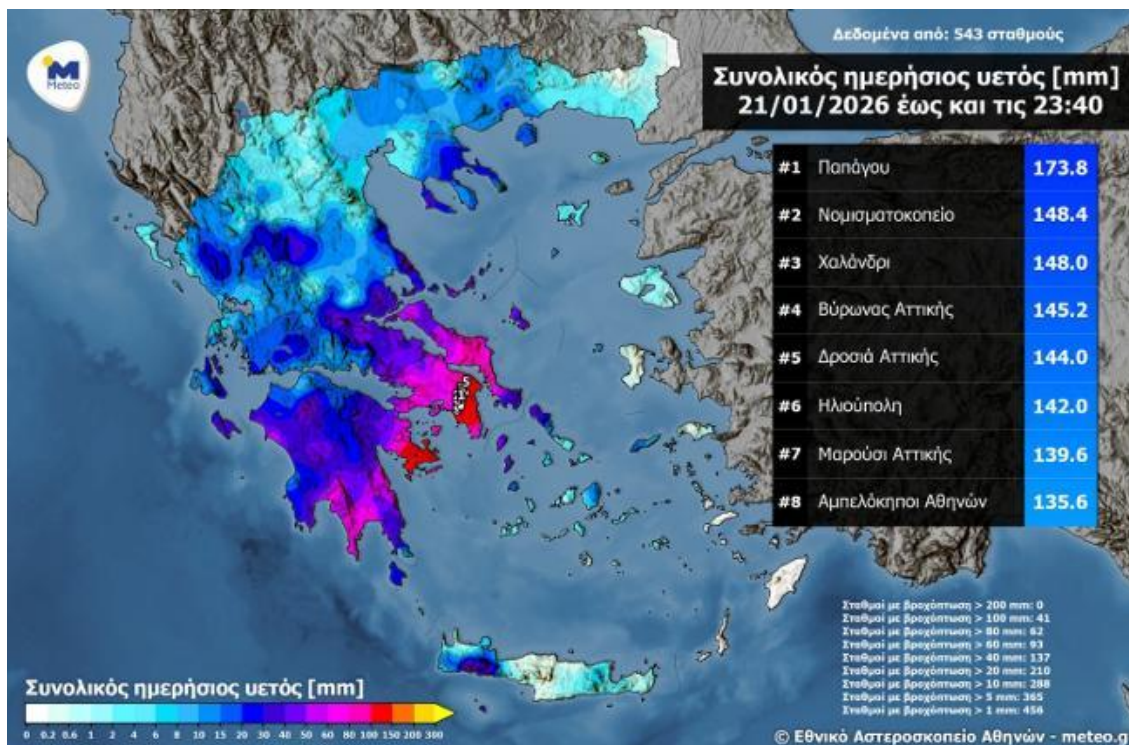 Meteo
Δεδομένα από: 543 σταθμούς
Συνολικός ημερήσιος υετός [mm]
21/01/2026 έως και τις 23:40
#1 Παπάγου 173.8
#2 Νομισματοκοπείο 148.4
#3 Χαλάνδρι 148.0
#4 Βύρωνας Αττικής 145.2
#5 Δροσιά Αττικής 144.0
#6 Ηλιούπολη 142.0
#7 Μαρούσι Αττικής 139.6
#8 Αμπελόκηποι Αθηνών 135.6
Σταθμοί με βροχόπτωση > 200 mm: 0
Σταθμοί με βροχόπτωση > 100 mm: 41
Σταθμοί με βροχόπτωση > 80 mm: 62
Σταθμοί με βροχόπτωση > 60 mm: 93
Σταθμοί με βροχόπτωση > 40 mm: 137
Σταθμοί με βροχόπτωση > 20 mm: 210
Σταθμοί με βροχόπτωση > 10 mm: 288
Σταθμοί με βροχόπτωση > 5 mm: 365
Σταθμοί με βροχόπτωση > 1 mm: 456
Συνολικός ημερήσιος υετός [mm]
0 0.2 0.6 1 2 4 6 8 10 15 20 30 40 50 60 80 100 150 200 300
© Εθνικό Αστεροσκοπείο Αθηνών - meteo.g